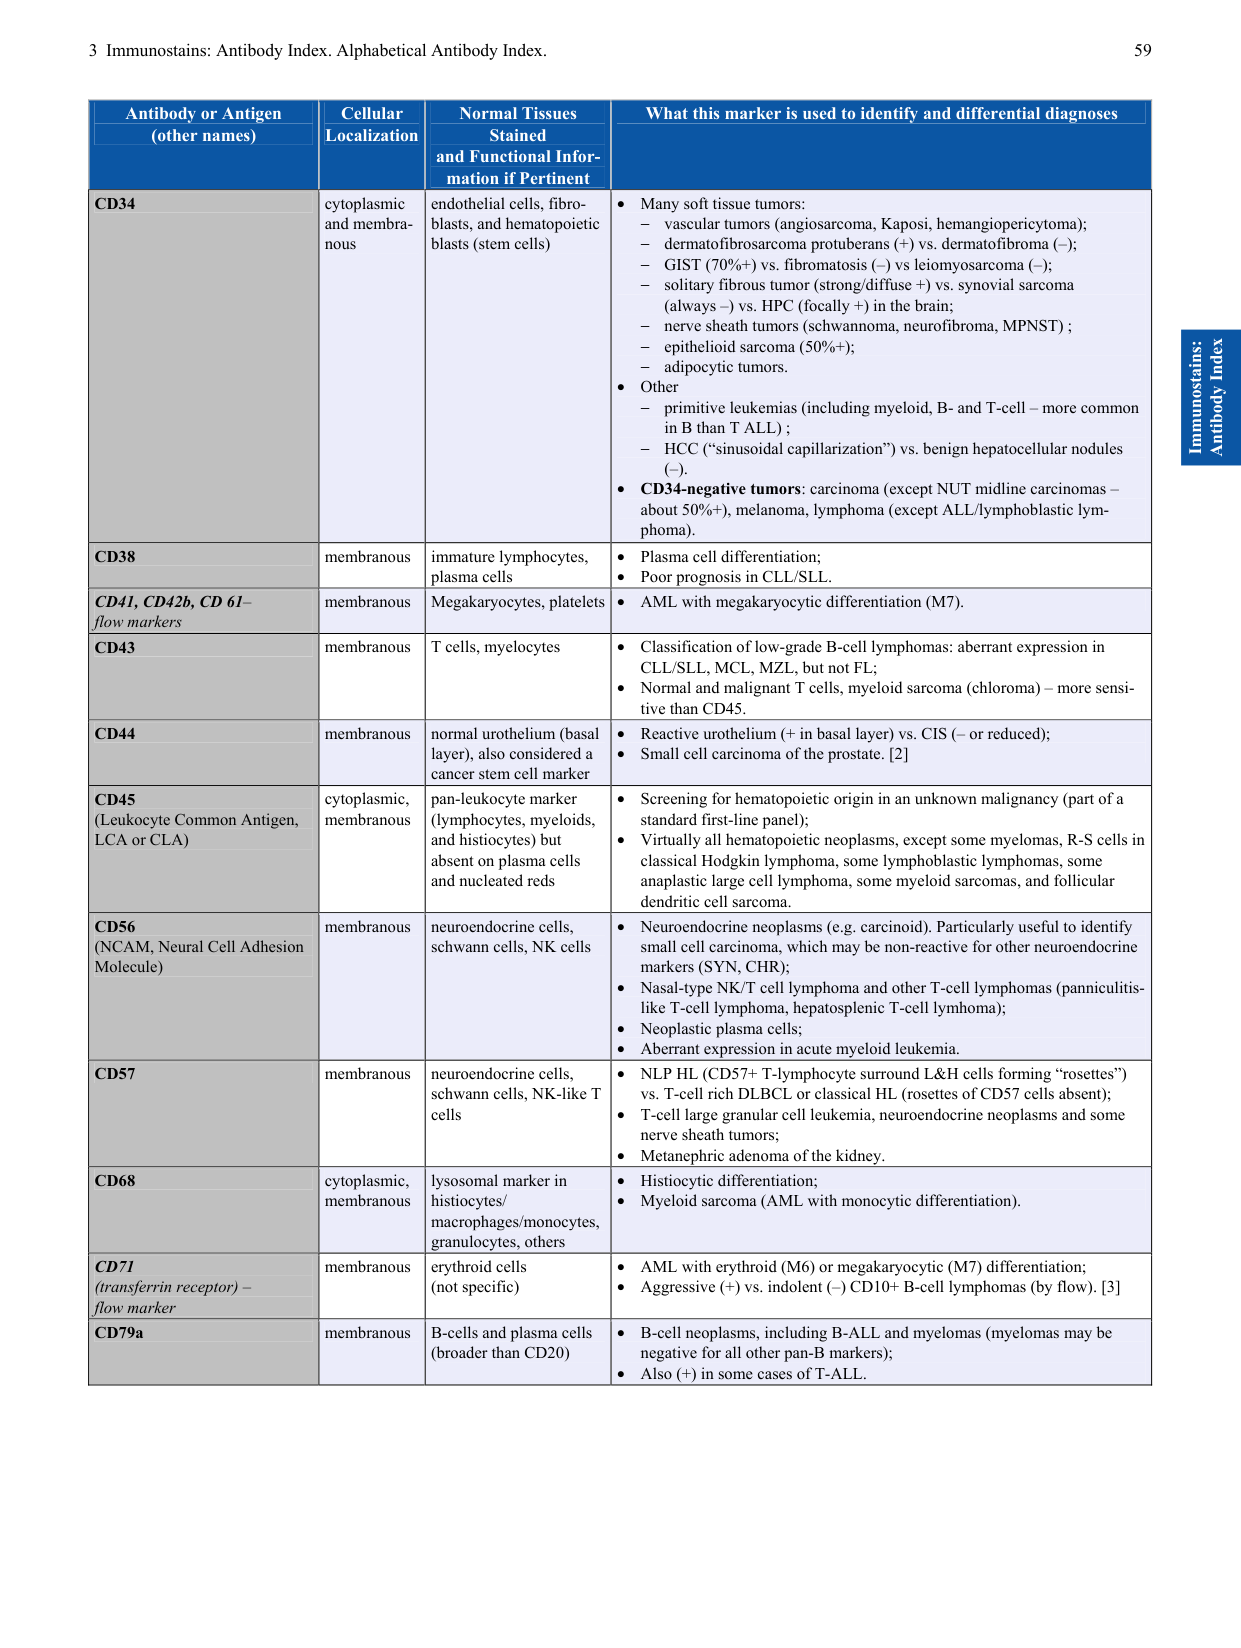 3 Immunostains: Antibody Index. Alphabetical Antibody Index.
59
Antibody or Antigen
(other names)
Cellular
Localization
Normal Tissues
Stained
and Functional Infor-
mation if Pertinent
What this marker is used to identify and differential diagnoses
CD34
cytoplasmic
and membra-
nous
endothelial cells, fibro-
blasts, and hematopoietic
blasts (stem cells)
• Many soft tissue tumors:
– vascular tumors (angiosarcoma, Kaposi, hemangiopericytoma);
– dermatofibrosarcoma protuberans (+) vs. dermatofibroma (–);
– GIST (70%+) vs. fibromatosis (–) vs leiomyosarcoma (–);
– solitary fibrous tumor (strong/diffuse +) vs. synovial sarcoma
(always –) vs. HPC (focally +) in the brain;
– nerve sheath tumors (schwannoma, neurofibroma, MPNST) ;
– epithelioid sarcoma (50%+);
– adipocytic tumors.
• Other
– primitive leukemias (including myeloid, B- and T-cell – more common
in B than T ALL) ;
– HCC (“sinusoidal capillarization”) vs. benign hepatocellular nodules
(–).
• CD34-negative tumors: carcinoma (except NUT midline carcinomas –
about 50%+), melanoma, lymphoma (except ALL/lymphoblastic lym-
phoma).
CD38
membranous
immature lymphocytes,
plasma cells
• Plasma cell differentiation;
• Poor prognosis in CLL/SLL.
CD41, CD42b, CD 61–
flow markers
membranous
Megakaryocytes, platelets
• AML with megakaryocytic differentiation (M7).
CD43
membranous
T cells, myelocytes
• Classification of low-grade B-cell lymphomas: aberrant expression in
CLL/SLL, MCL, MZL, but not FL;
• Normal and malignant T cells, myeloid sarcoma (chloroma) – more sensi-
tive than CD45.
CD44
membranous
normal urothelium (basal
layer), also considered a
cancer stem cell marker
• Reactive urothelium (+ in basal layer) vs. CIS (– or reduced);
• Small cell carcinoma of the prostate. [2]
CD45
(Leukocyte Common Antigen,
LCA or CLA)
cytoplasmic,
membranous
pan-leukocyte marker
(lymphocytes, myeloids,
and histiocytes) but
absent on plasma cells
and nucleated reds
• Screening for hematopoietic origin in an unknown malignancy (part of a
standard first-line panel);
• Virtually all hematopoietic neoplasms, except some myelomas, R-S cells in
classical Hodgkin lymphoma, some lymphoblastic lymphomas, some
anaplastic large cell lymphoma, some myeloid sarcomas, and follicular
dendritic cell sarcoma.
CD56
(NCAM, Neural Cell Adhesion
Molecule)
membranous
neuroendocrine cells,
schwann cells, NK cells
• Neuroendocrine neoplasms (e.g. carcinoid). Particularly useful to identify
small cell carcinoma, which may be non-reactive for other neuroendocrine
markers (SYN, CHR);
• Nasal-type NK/T cell lymphoma and other T-cell lymphomas (panniculitis-
like T-cell lymphoma, hepatosplenic T-cell lymhoma);
• Neoplastic plasma cells;
• Aberrant expression in acute myeloid leukemia.
CD57
membranous
neuroendocrine cells,
schwann cells, NK-like T
cells
• NLP HL (CD57+ T-lymphocyte surround L&H cells forming “rosettes”)
vs. T-cell rich DLBCL or classical HL (rosettes of CD57 cells absent);
• T-cell large granular cell leukemia, neuroendocrine neoplasms and some
nerve sheath tumors;
• Metanephric adenoma of the kidney.
CD68
cytoplasmic,
membranous
lysosomal marker in
histiocytes/
macrophages/monocytes,
granulocytes, others
• Histiocytic differentiation;
• Myeloid sarcoma (AML with monocytic differentiation).
CD71
(transferrin receptor) –
flow marker
membranous
erythroid cells
(not specific)
• AML with erythroid (M6) or megakaryocytic (M7) differentiation;
• Aggressive (+) vs. indolent (–) CD10+ B-cell lymphomas (by flow). [3]
CD79a
membranous
B-cells and plasma cells
(broader than CD20)
• B-cell neoplasms, including B-ALL and myelomas (myelomas may be
negative for all other pan-B markers);
• Also (+) in some cases of T-ALL.
Immunostains:
Antibody Index